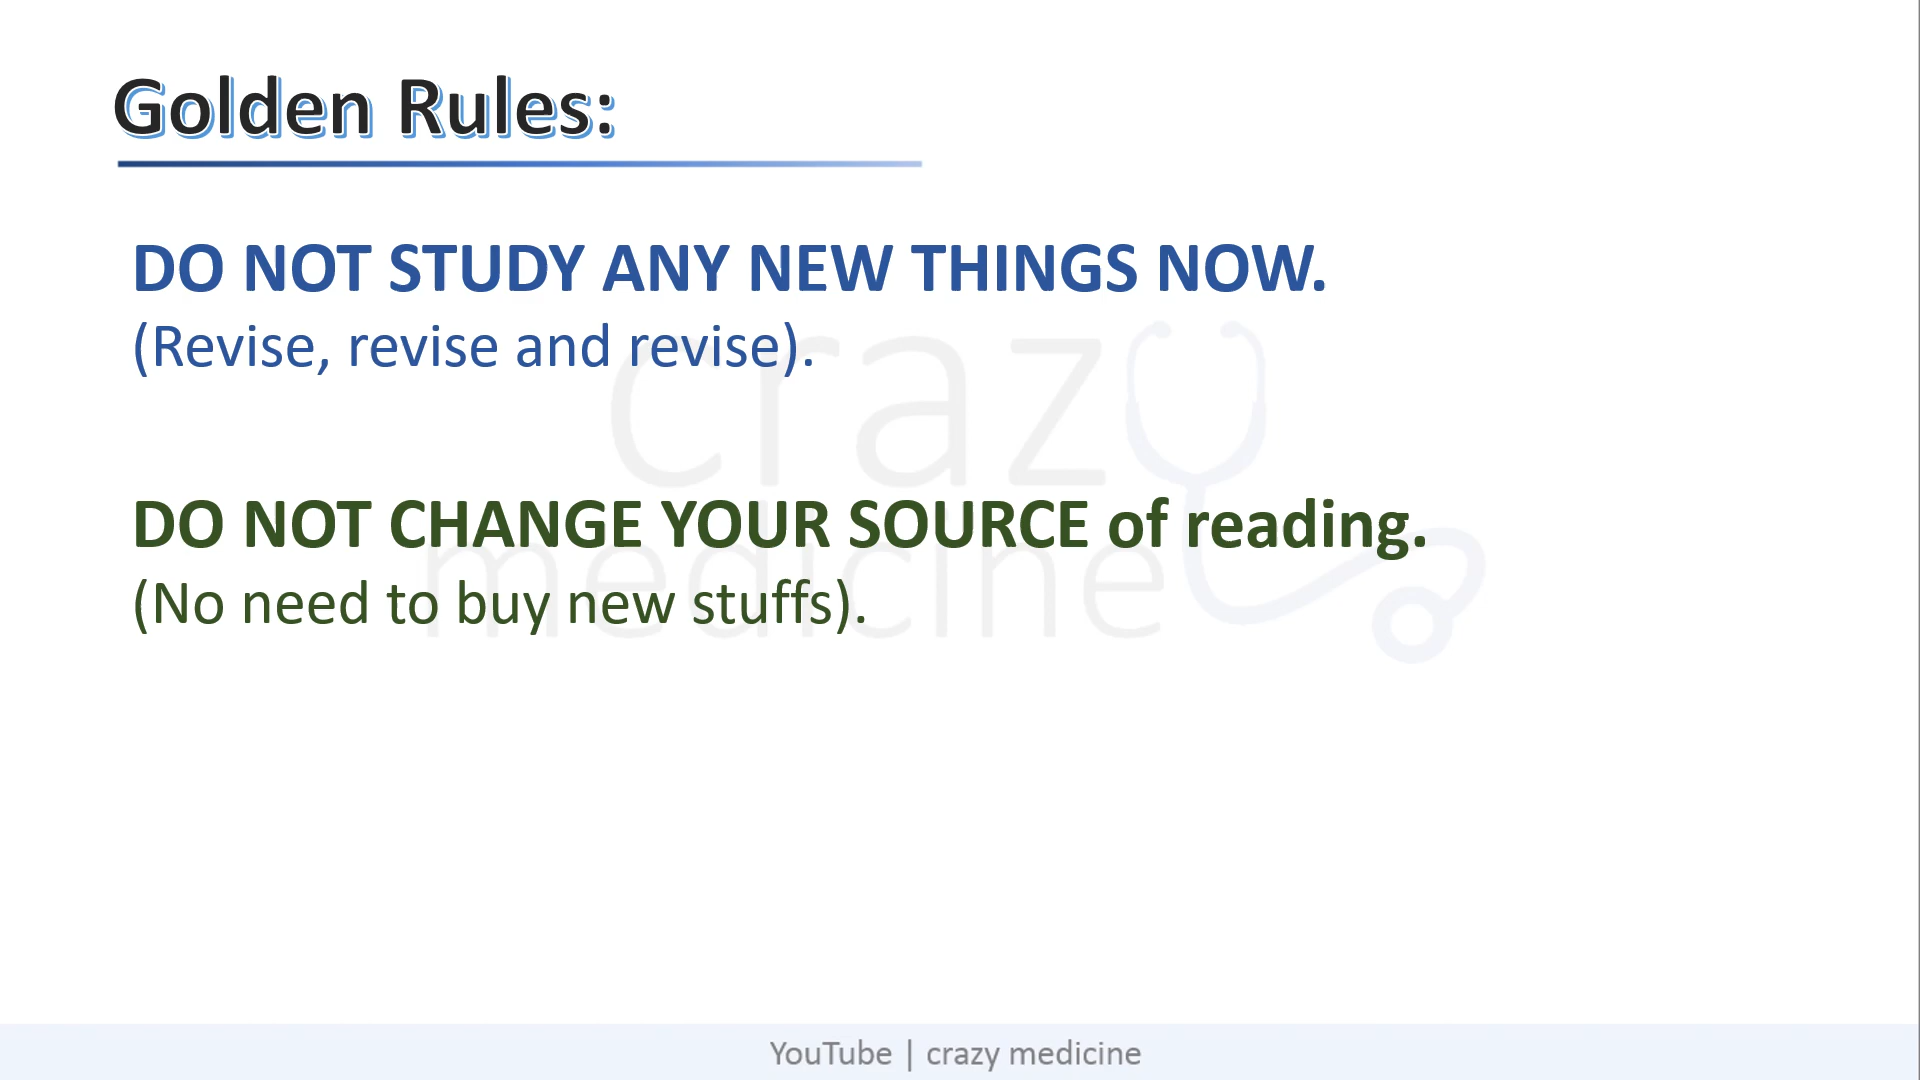 Golden Rules:
DO NOT STUDY ANY NEW THINGS NOW.
(Revise, revise and revise).
DO NOT CHANGE YOUR SOURCE of reading.
(No need to buy new stuffs).
crazy
medicine
YouTube | crazy medicine